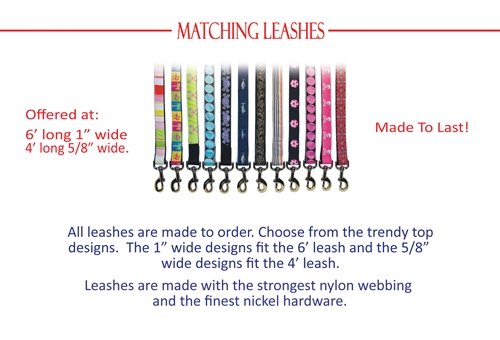 MATCHING LEASHES
Offered at:
6’ long 1” wide
4’ long 5/8” wide.
Made To Last!
All leashes are made to order. Choose from the trendy top
designs.  The 1” wide designs fit the 6’ leash and the 5/8”
wide designs fit the 4’ leash.
Leashes are made with the strongest nylon webbing
and the finest nickel hardware.